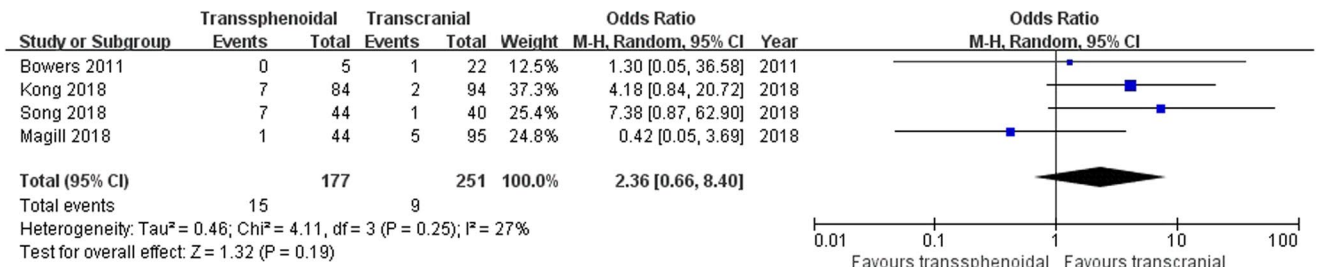 Transsphenoidal Transcranial Odds Ratio Odds Ratio
Study or Subgroup Events Total Events Total Weight M-H, Random, 95% CI Year M-H, Random, 95% CI
Bowers 2011 0 5 1 22 12.5% 1.30 [0.05, 36.58] 2011
Kong 2018 7 84 2 94 37.3% 4.18 [0.84, 20.72] 2018
Song 2018 7 44 1 40 25.4% 7.38 [0.87, 62.90] 2018
Magill 2018 1 44 5 95 24.8% 0.42 [0.05, 3.69] 2018
Total (95% CI) 177 251 100.0% 2.36 [0.66, 8.40]
Total events 15 9
Heterogeneity: Tau² = 0.46; Chi² = 4.11, df = 3 (P = 0.25); I² = 27%
Test for overall effect: Z = 1.32 (P = 0.19)
0.01 0.1 1 10 100
Favours transsphenoidal Favours transcranial